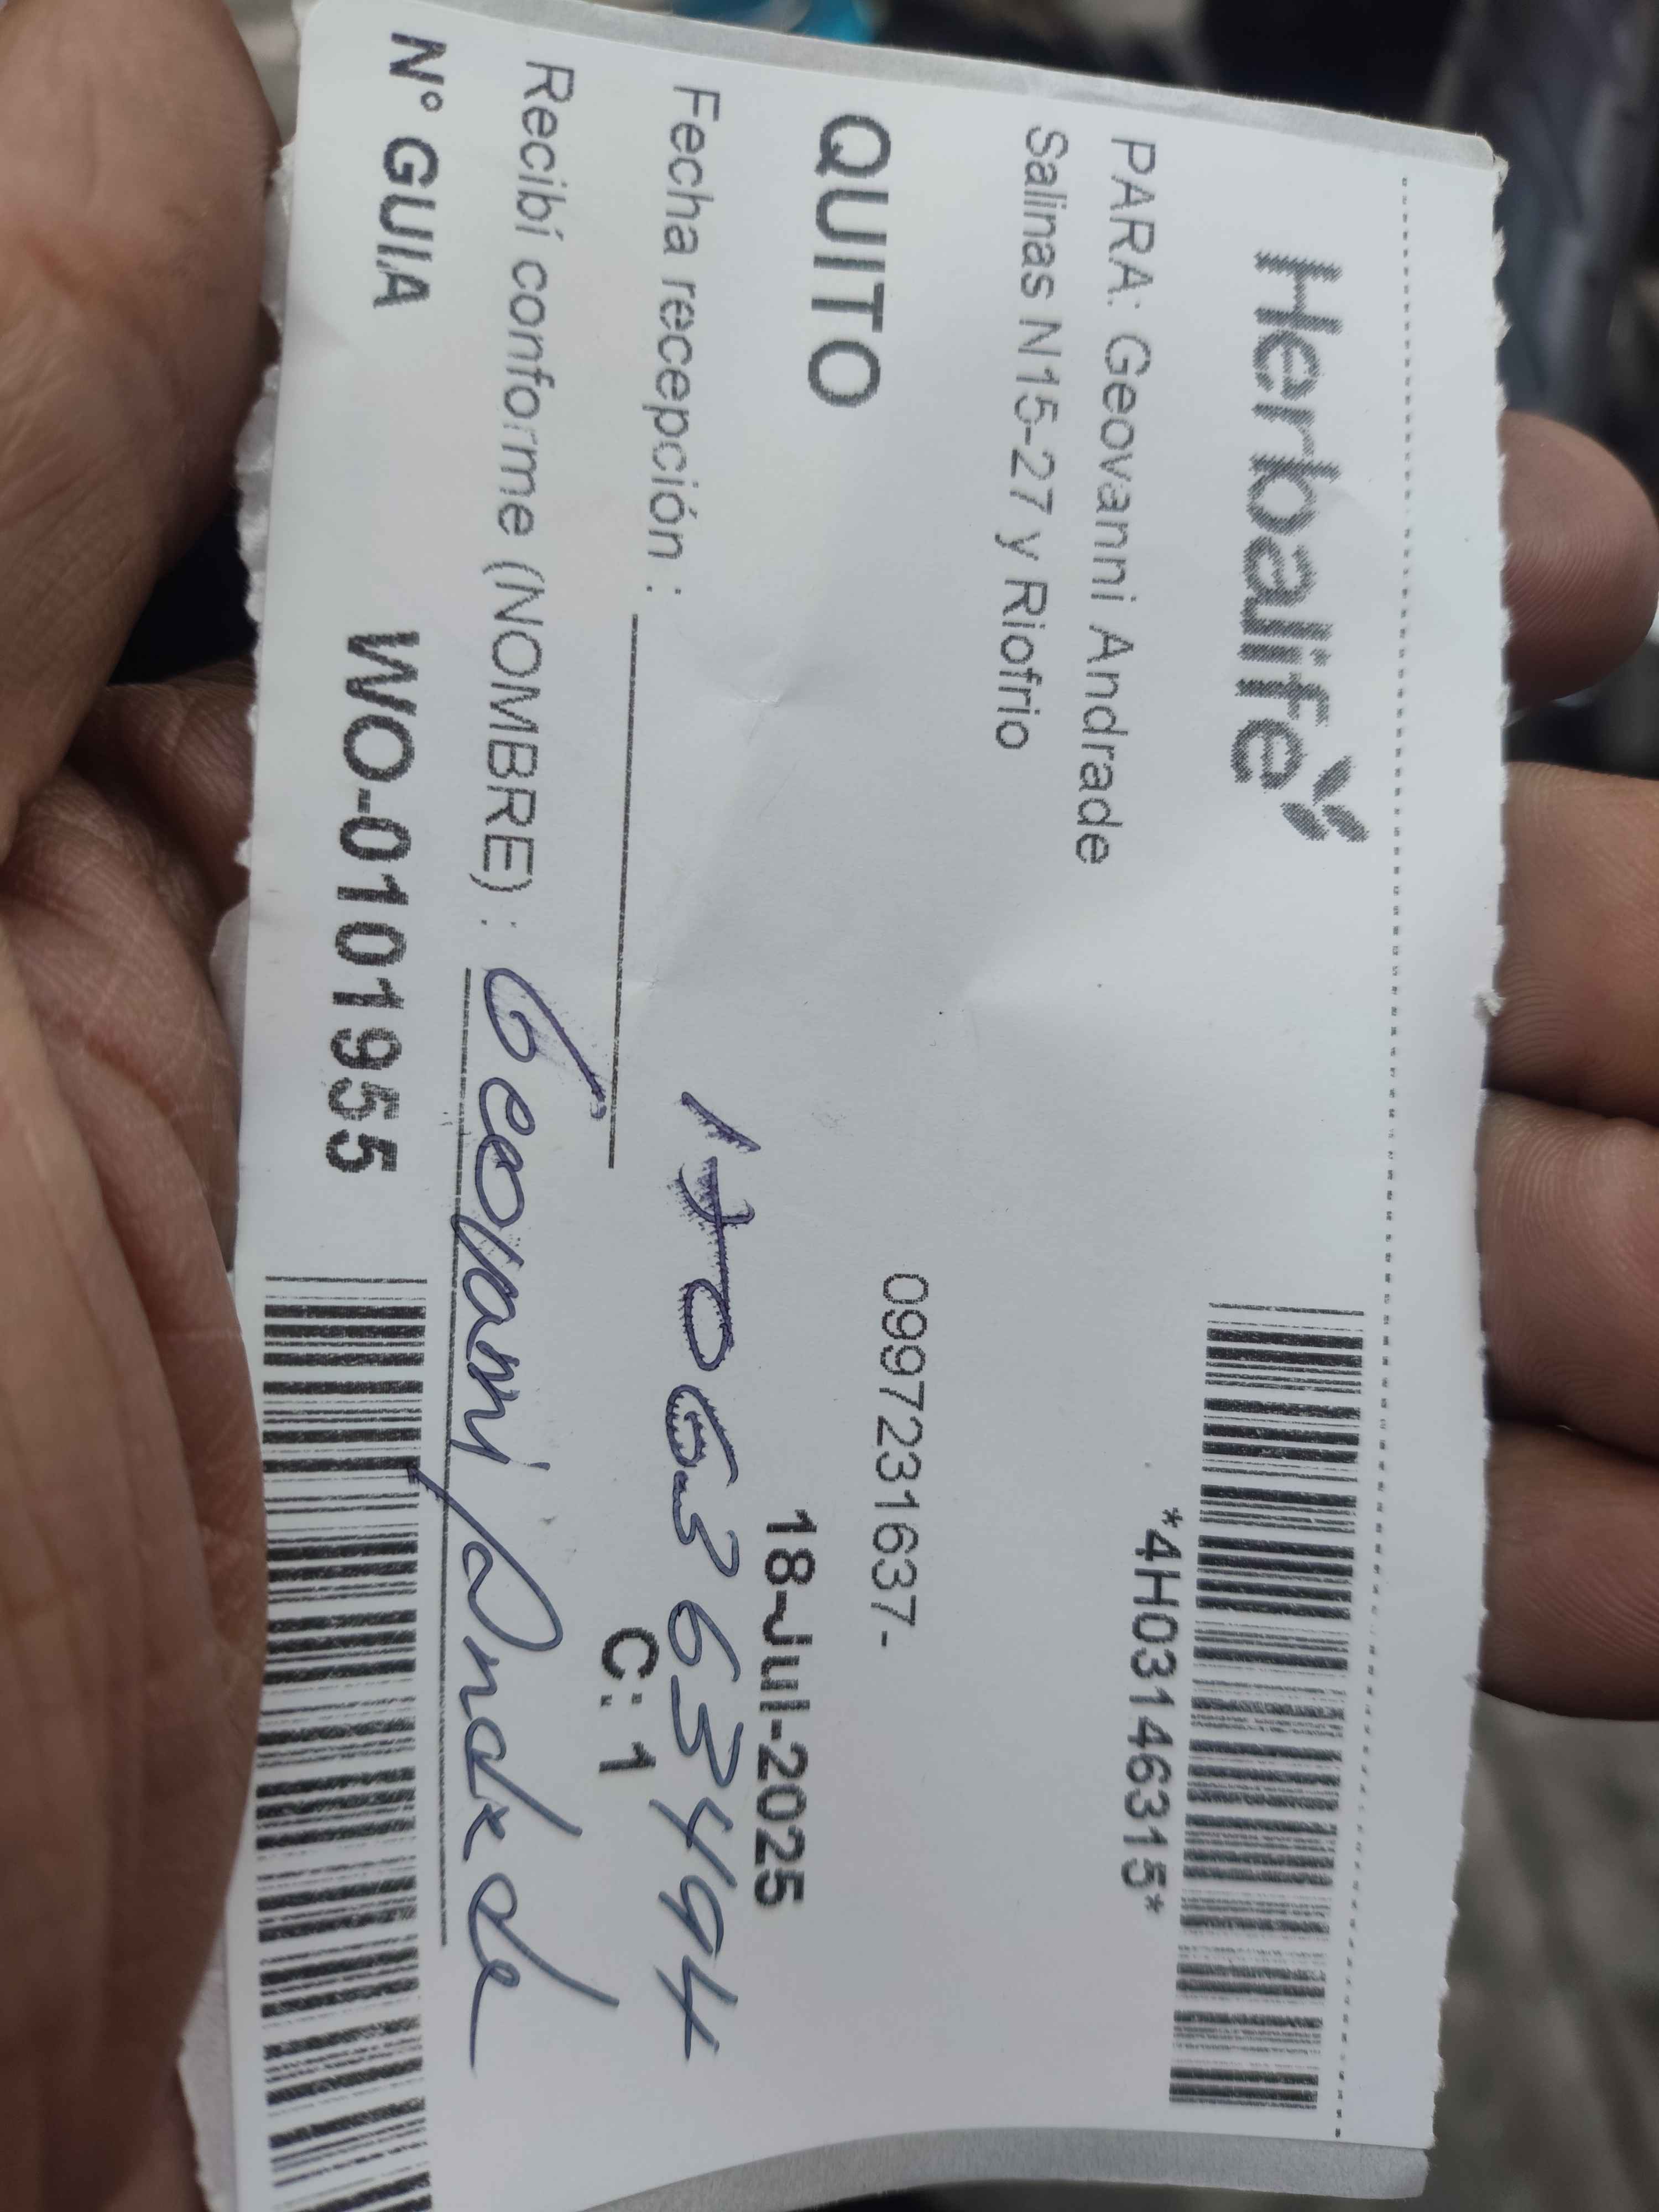 Herbalife
*4H03146315*
PARA: Geovanni Andrade
Salinas N15-27 y Riofrio
0997231637-
QUITO
18-Jul-2025
Fecha recepción :
1706363494
C: 1
Recibí conforme (NOMBRE) : Geovanni Andrade
N° GUIA WO-0101955